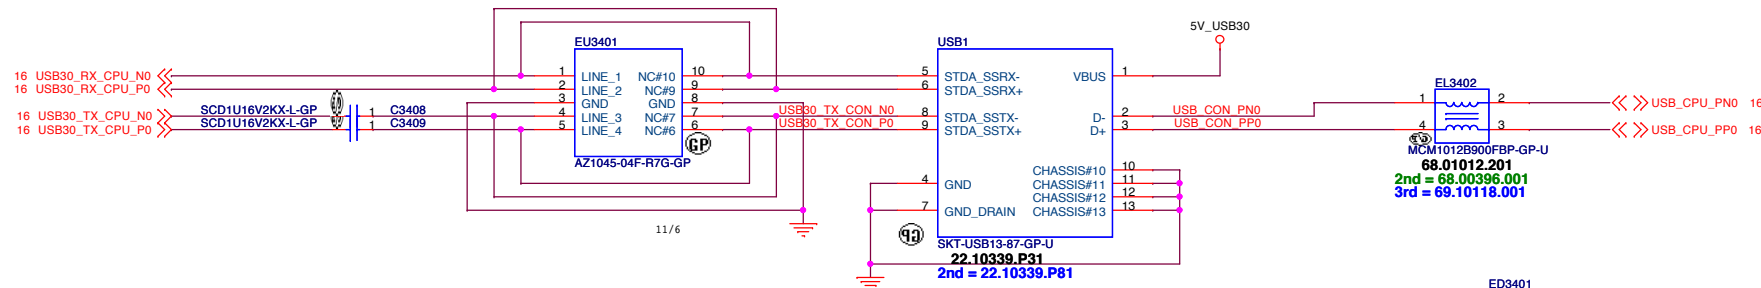 5V_USB30
EU3401
USB1
16 USB30_RX_CPU_N0
1 LINE_1 NC#10 10
5 STDA_SSRX- VBUS 1
16 USB30_RX_CPU_P0
2 LINE_2 NC#9 9
6 STDA_SSRX+
EL3402
3 GND GND 8
1 2
USB_CPU_PN0 16
SCD1U16V2KX-L-GP 1 C3408
16 USB30_TX_CPU_N0
4 LINE_3 NC#7 7
USB30_TX_CON_N0
8 STDA_SSTX- D- 2
USB_CON_PN0
SCD1U16V2KX-L-GP 1 C3409
16 USB30_TX_CPU_P0
5 LINE_4 NC#6 6
USB30_TX_CON_P0
9 STDA_SSTX+ D+ 3
USB_CON_PP0
4 3
USB_CPU_PP0 16
GP
AZ1045-04F-R7G-GP
MCM1012B900FBP-GP-U
68.01012.201
2nd = 68.00396.001
3rd = 69.10118.001
CHASSIS#10 10
4 GND CHASSIS#11 11
CHASSIS#12 12
7 GND_DRAIN CHASSIS#13 13
11/6
GP
SKT-USB13-87-GP-U
22.10339.P31
2nd = 22.10339.P81
ED3401